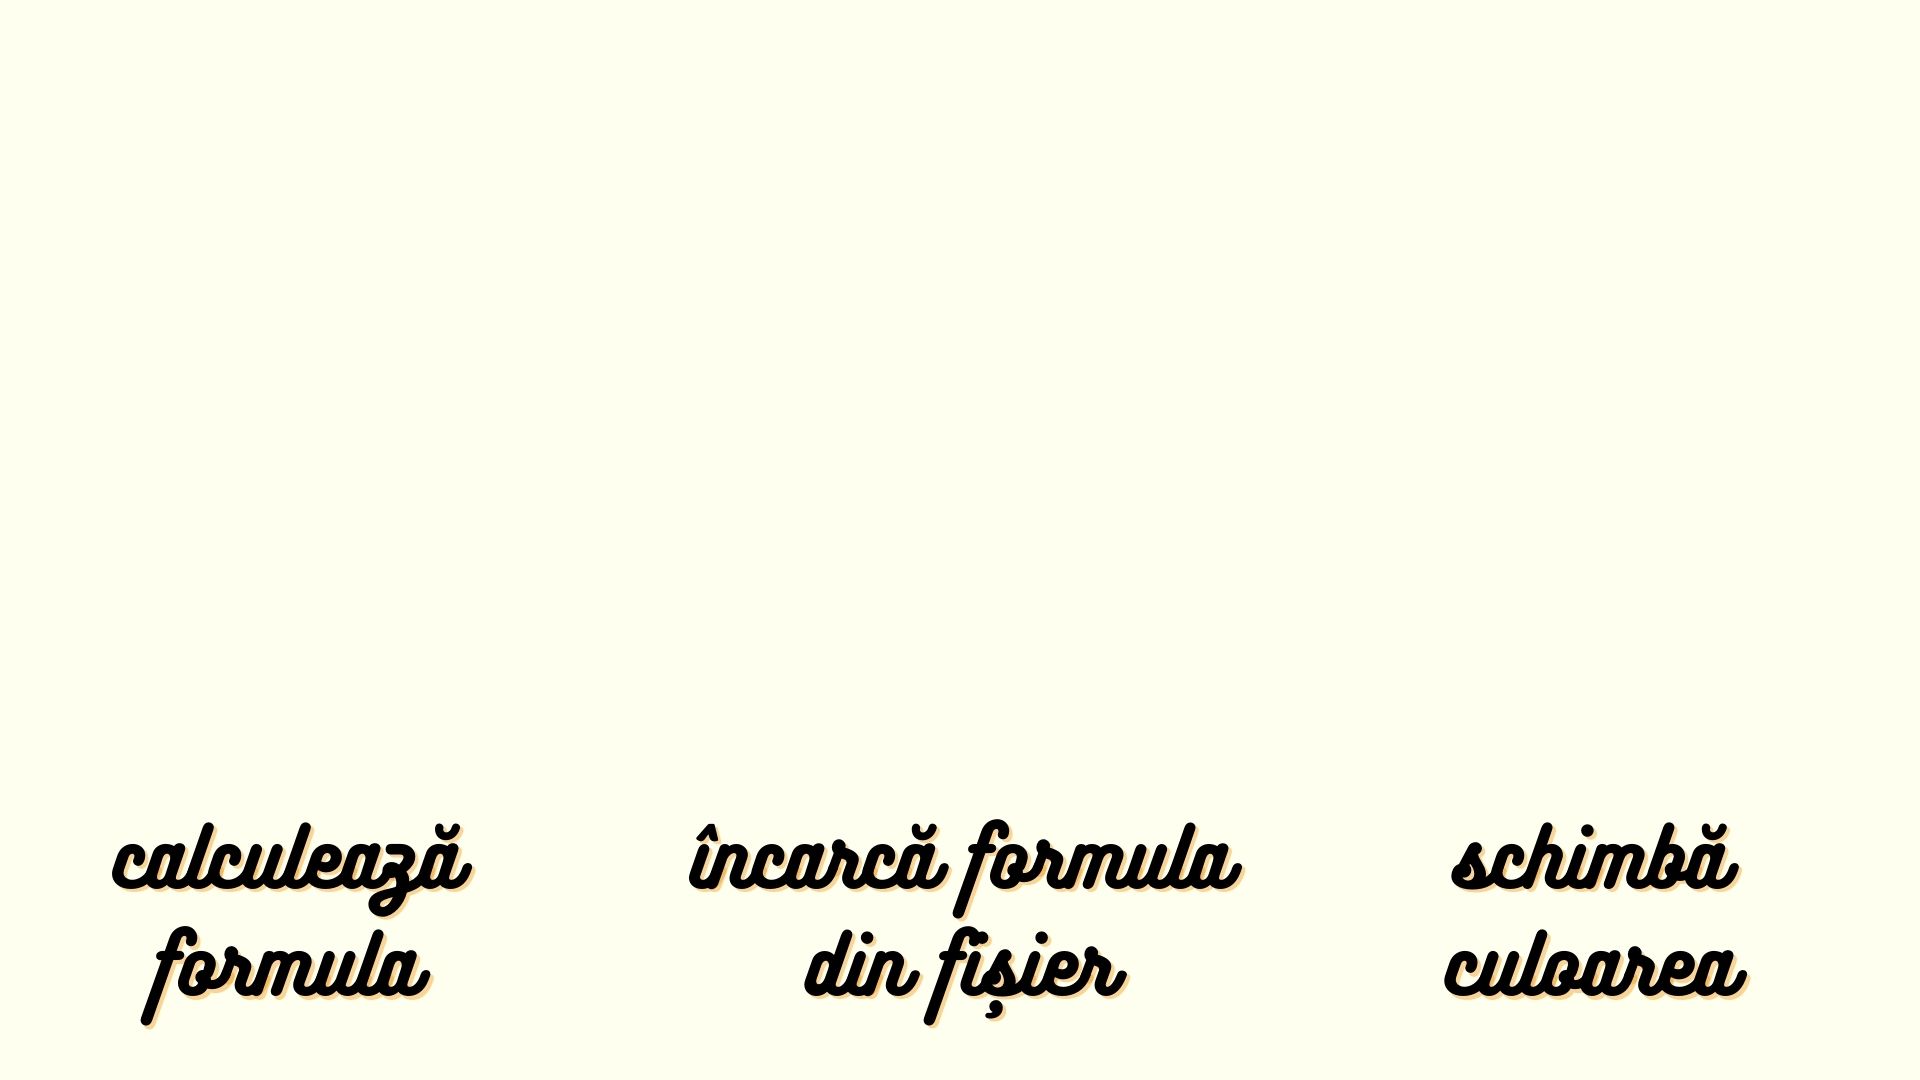 calculează
formula
încarcă formula
din fișier
schimbă
culoarea